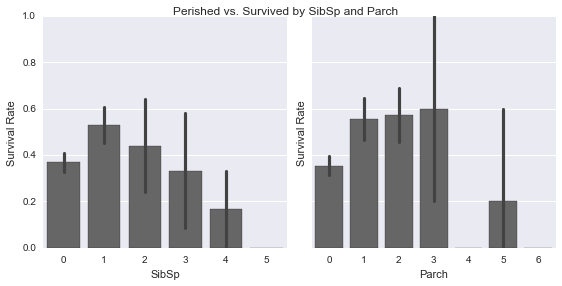 Perished vs. Survived by SibSp and Parch
1.0
0.8
0.6
0.4
0.2
0.0
Survival Rate
0 1 2 3 4 5
SibSp
Survival Rate
0 1 2 3 4 5 6
Parch